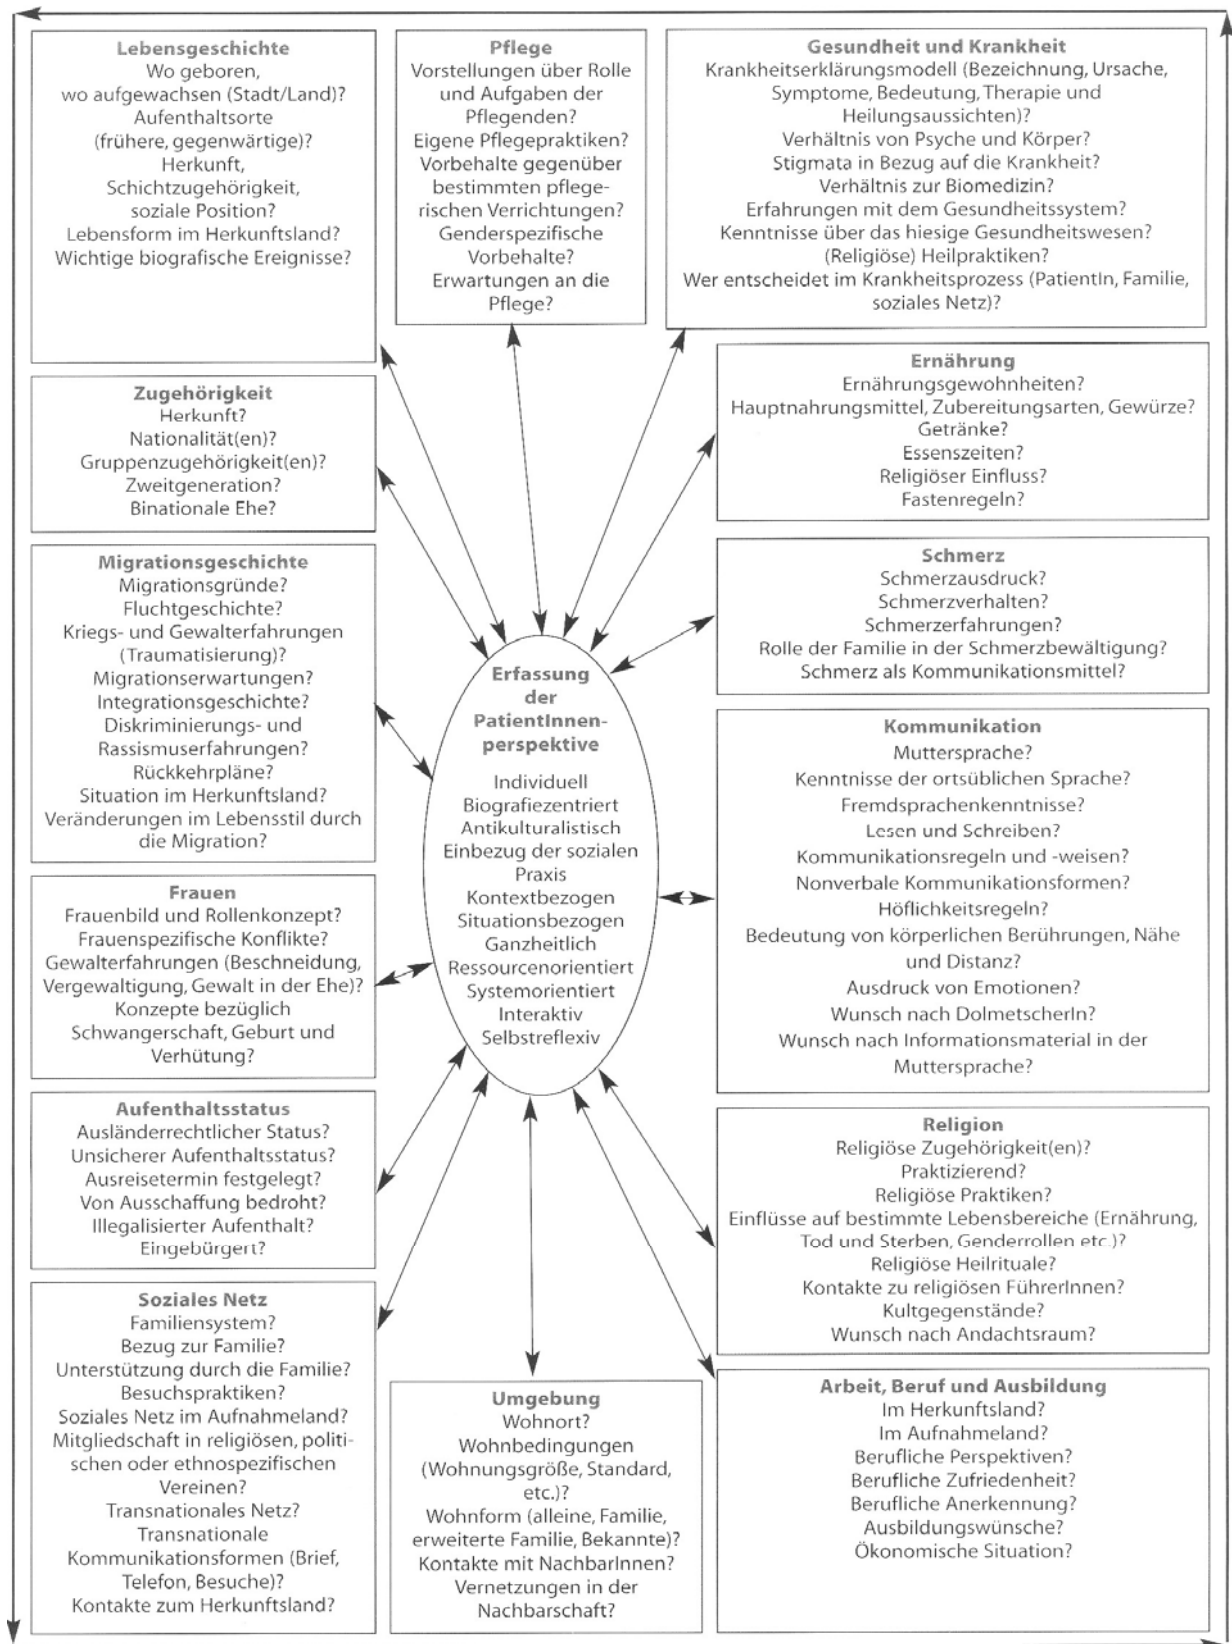 Lebensgeschichte
Wo geboren,
wo aufgewachsen (Stadt/Land)?
Aufenthaltsorte
(frühere, gegenwärtige)?
Herkunft,
Schichtzugehörigkeit,
soziale Position?
Lebensform im Herkunftsland?
Wichtige biografische Ereignisse?
Pflege
Vorstellungen über Rolle
und Aufgaben der
Pflegenden?
Eigene Pflegepraktiken?
Vorbehalte gegenüber
bestimmten pflege-
rischen Verrichtungen?
Genderspezifische
Vorbehalte?
Erwartungen an die
Pflege?
Gesundheit und Krankheit
Krankheitserklärungsmodell (Bezeichnung, Ursache,
Symptome, Bedeutung, Therapie und
Heilungsaussichten)?
Verhältnis von Psyche und Körper?
Stigmata in Bezug auf die Krankheit?
Verhältnis zur Biomedizin?
Erfahrungen mit dem Gesundheitssystem?
Kenntnisse über das hiesige Gesundheitswesen?
(Religiöse) Heilpraktiken?
Wer entscheidet im Krankheitsprozess (PatientIn, Familie,
soziales Netz)?
Zugehörigkeit
Herkunft?
Nationalität(en)?
Gruppenzugehörigkeit(en)?
Zweitgeneration?
Binationale Ehe?
Ernährung
Ernährungsgewohnheiten?
Hauptnahrungsmittel, Zubereitungsarten, Gewürze?
Getränke?
Essenszeiten?
Religiöser Einfluss?
Fastenregeln?
Migrationsgeschichte
Migrationsgründe?
Fluchtgeschichte?
Kriegs- und Gewalterfahrungen
(Traumatisierung)?
Migrationserwartungen?
Integrationsgeschichte?
Diskriminierungs- und
Rassismuserfahrungen?
Rückkehrpläne?
Situation im Herkunftsland?
Veränderungen im Lebensstil durch
die Migration?
Schmerz
Schmerzausdruck?
Schmerzverhalten?
Schmerzerfahrungen?
Rolle der Familie in der Schmerzbewältigung?
Schmerz als Kommunikationsmittel?
Erfassung
der
PatientInnen-
perspektive
Individuell
Biografiezentriert
Antikulturalistisch
Einbezug der sozialen
Praxis
Kontextbezogen
Situationsbezogen
Ganzheitlich
Ressourcenorientiert
Systemorientiert
Interaktiv
Selbstreflexiv
Kommunikation
Muttersprache?
Kenntnisse der ortsüblichen Sprache?
Fremdsprachenkenntnisse?
Lesen und Schreiben?
Kommunikationsregeln und -weisen?
Nonverbale Kommunikationsformen?
Höflichkeitsregeln?
Bedeutung von körperlichen Berührungen, Nähe
und Distanz?
Ausdruck von Emotionen?
Wunsch nach DolmetscherIn?
Wunsch nach Informationsmaterial in der
Muttersprache?
Frauen
Frauenbild und Rollenkonzept?
Frauenspezifische Konflikte?
Gewalterfahrungen (Beschneidung,
Vergewaltigung, Gewalt in der Ehe)?
Konzepte bezüglich
Schwangerschaft, Geburt und
Verhütung?
Aufenthaltsstatus
Ausländerrechtlicher Status?
Unsicherer Aufenthaltsstatus?
Ausreisetermin festgelegt?
Von Ausschaffung bedroht?
Illegalisierter Aufenthalt?
Eingebürgert?
Religion
Religiöse Zugehörigkeit(en)?
Praktizierend?
Religiöse Praktiken?
Einflüsse auf bestimmte Lebensbereiche (Ernährung,
Tod und Sterben, Genderrollen etc.)?
Religiöse Heilrituale?
Kontakte zu religiösen FührerInnen?
Kultgegenstände?
Wunsch nach Andachtsraum?
Soziales Netz
Familiensystem?
Bezug zur Familie?
Unterstützung durch die Familie?
Besuchspraktiken?
Soziales Netz im Aufnahmeland?
Mitgliedschaft in religiösen, politi-
schen oder ethnospezifischen
Vereinen?
Transnationales Netz?
Transnationale
Kommunikationsformen (Brief,
Telefon, Besuche)?
Kontakte zum Herkunftsland?
Umgebung
Wohnort?
Wohnbedingungen
(Wohnungsgröße, Standard,
etc.)?
Wohnform (alleine, Familie,
erweiterte Familie, Bekannte)?
Kontakte mit NachbarInnen?
Vernetzungen in der
Nachbarschaft?
Arbeit, Beruf und Ausbildung
Im Herkunftsland?
Im Aufnahmeland?
Berufliche Perspektiven?
Berufliche Zufriedenheit?
Berufliche Anerkennung?
Ausbildungswünsche?
Ökonomische Situation?